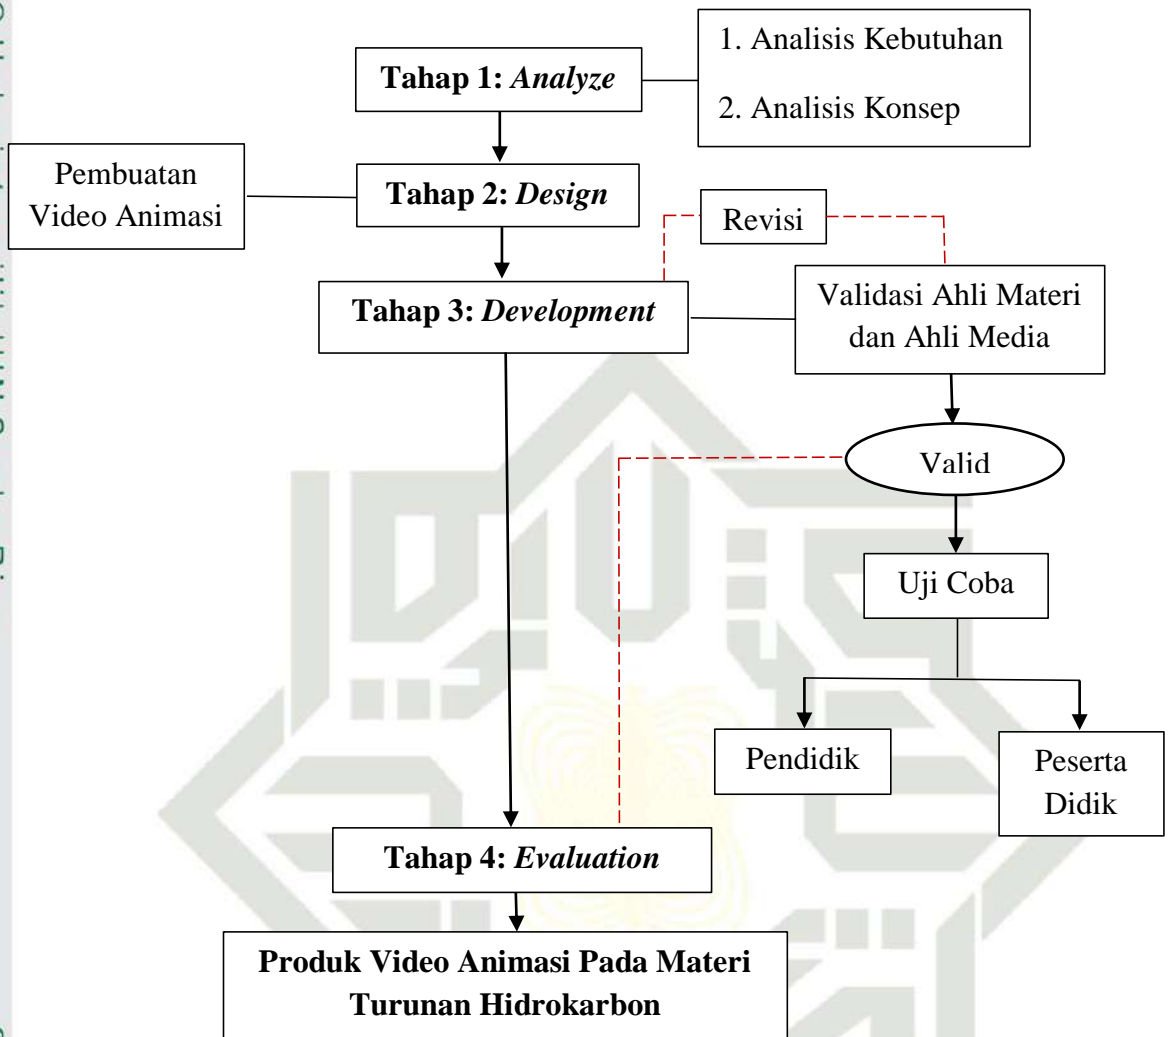 1. Analisis Kebutuhan
2. Analisis Konsep
Tahap 1: Analyze
Pembuatan
Video Animasi
Tahap 2: Design
Revisi
Tahap 3: Development
Validasi Ahli Materi
dan Ahli Media
Valid
Uji Coba
Pendidik
Peserta
Didik
Tahap 4: Evaluation
Produk Video Animasi Pada Materi
Turunan Hidrokarbon